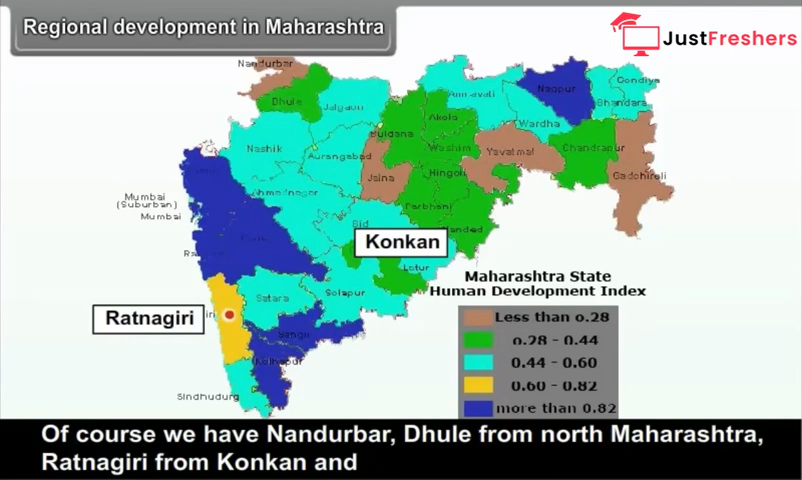 Regional development in Maharashtra
JustFreshers
Nandurbar
Dhule
Jalgaon
Amravati
Nagpur
Gondiya
Bhandara
Wardha
Akola
Buldana
Washim
Yavatmal
Chandrapur
Gadchiroli
Nashik
Aurangabad
Jalna
Hingoli
Parbhani
Ahmednagar
Mumbai
(Suburban)
Mumbai
Bid
Nanded
Konkan
Latur
Maharashtra State
Human Development Index
Less than o.28
o.28 - 0.44
0.44 - 0.60
0.60 - 0.82
more than 0.82
Satara
Solapur
Ratnagiri
Sangli
Kolhapur
Sindhudurg
Of course we have Nandurbar, Dhule from north Maharashtra,
Ratnagiri from Konkan and